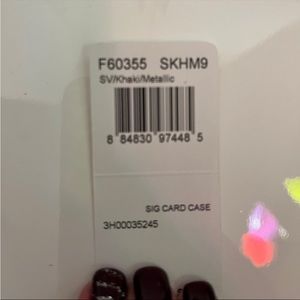 F60355 SKHM9
SV/Khaki/Metallic
8 84830 97448 5
SIG CARD CASE
3H00035245